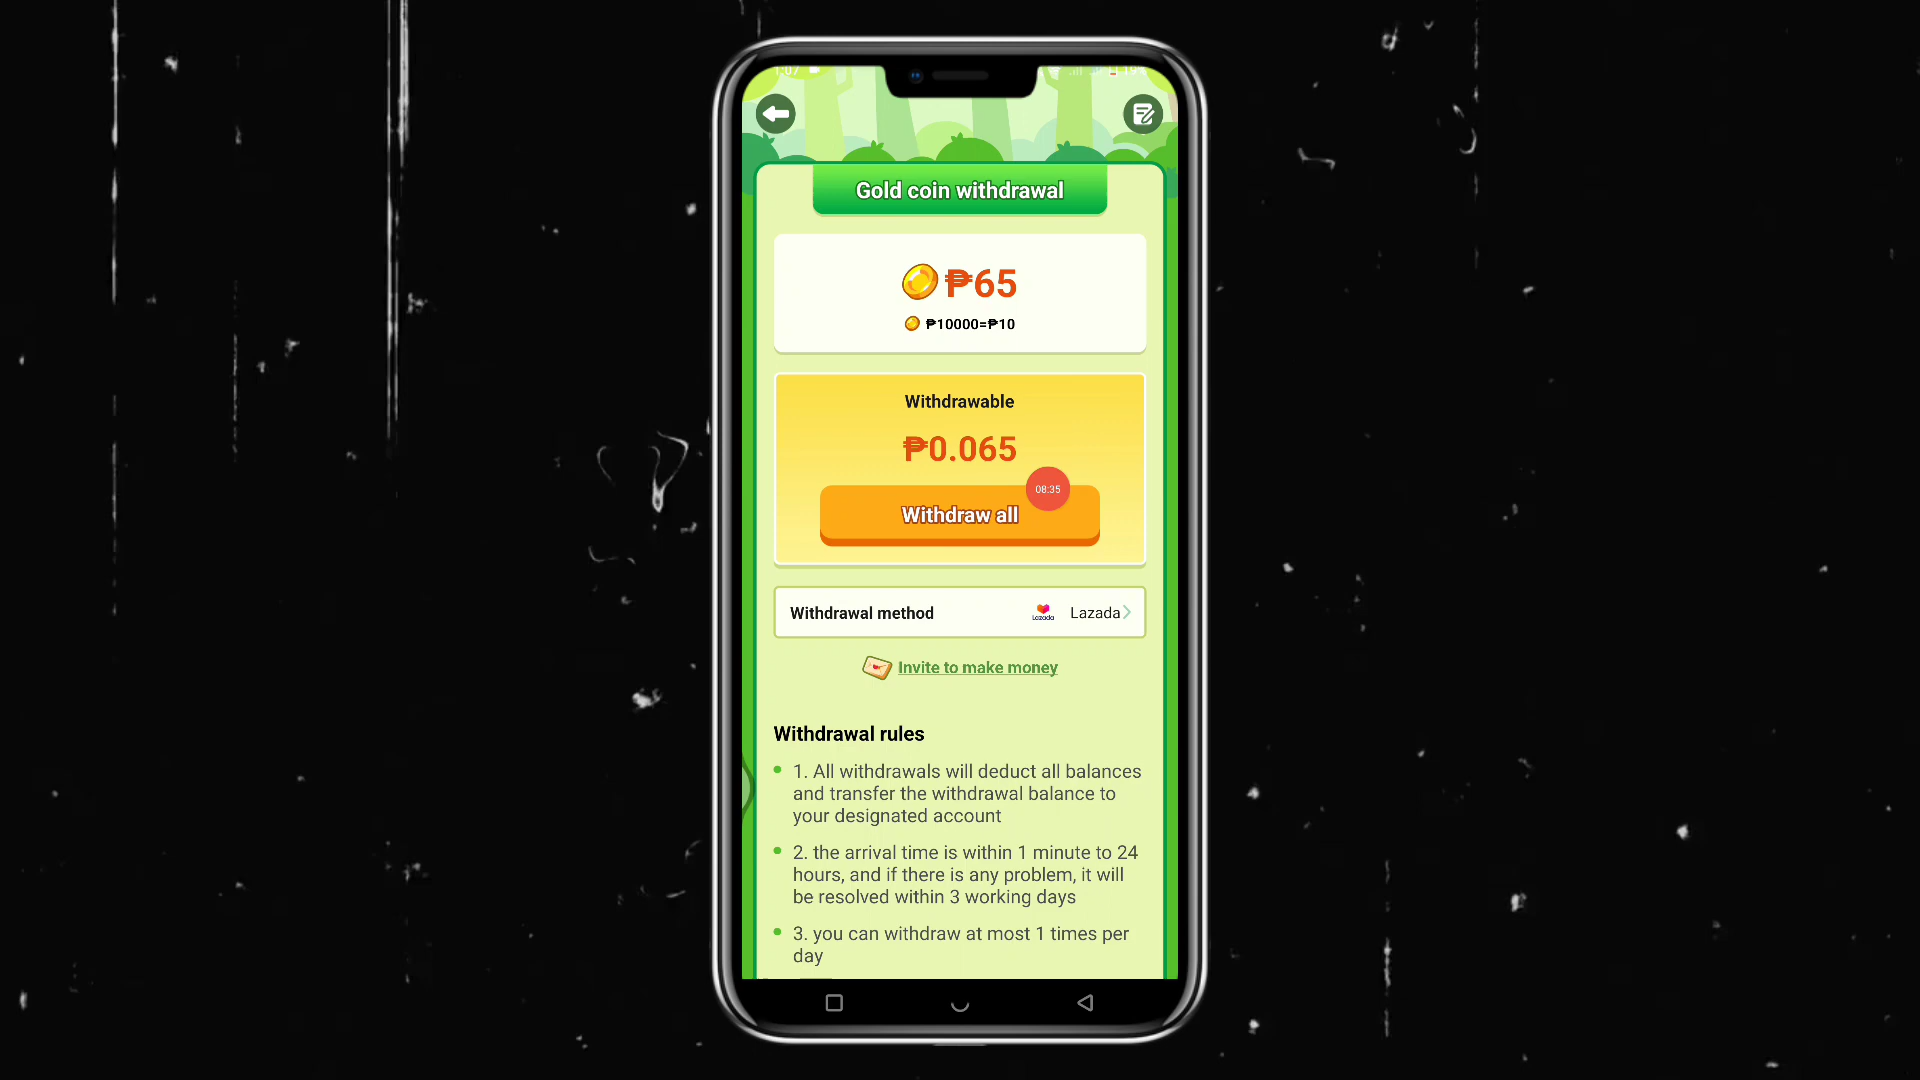 1:07
Gold coin withdrawal
₱65
₱10000=₱10
Withdrawable
₱0.065
08:35
Withdraw all
Withdrawal method
Lazada
Lazada
Invite to make money
Withdrawal rules
1. All withdrawals will deduct all balances
and transfer the withdrawal balance to
your designated account
2. the arrival time is within 1 minute to 24
hours, and if there is any problem, it will
be resolved within 3 working days
3. you can withdraw at most 1 times per
day